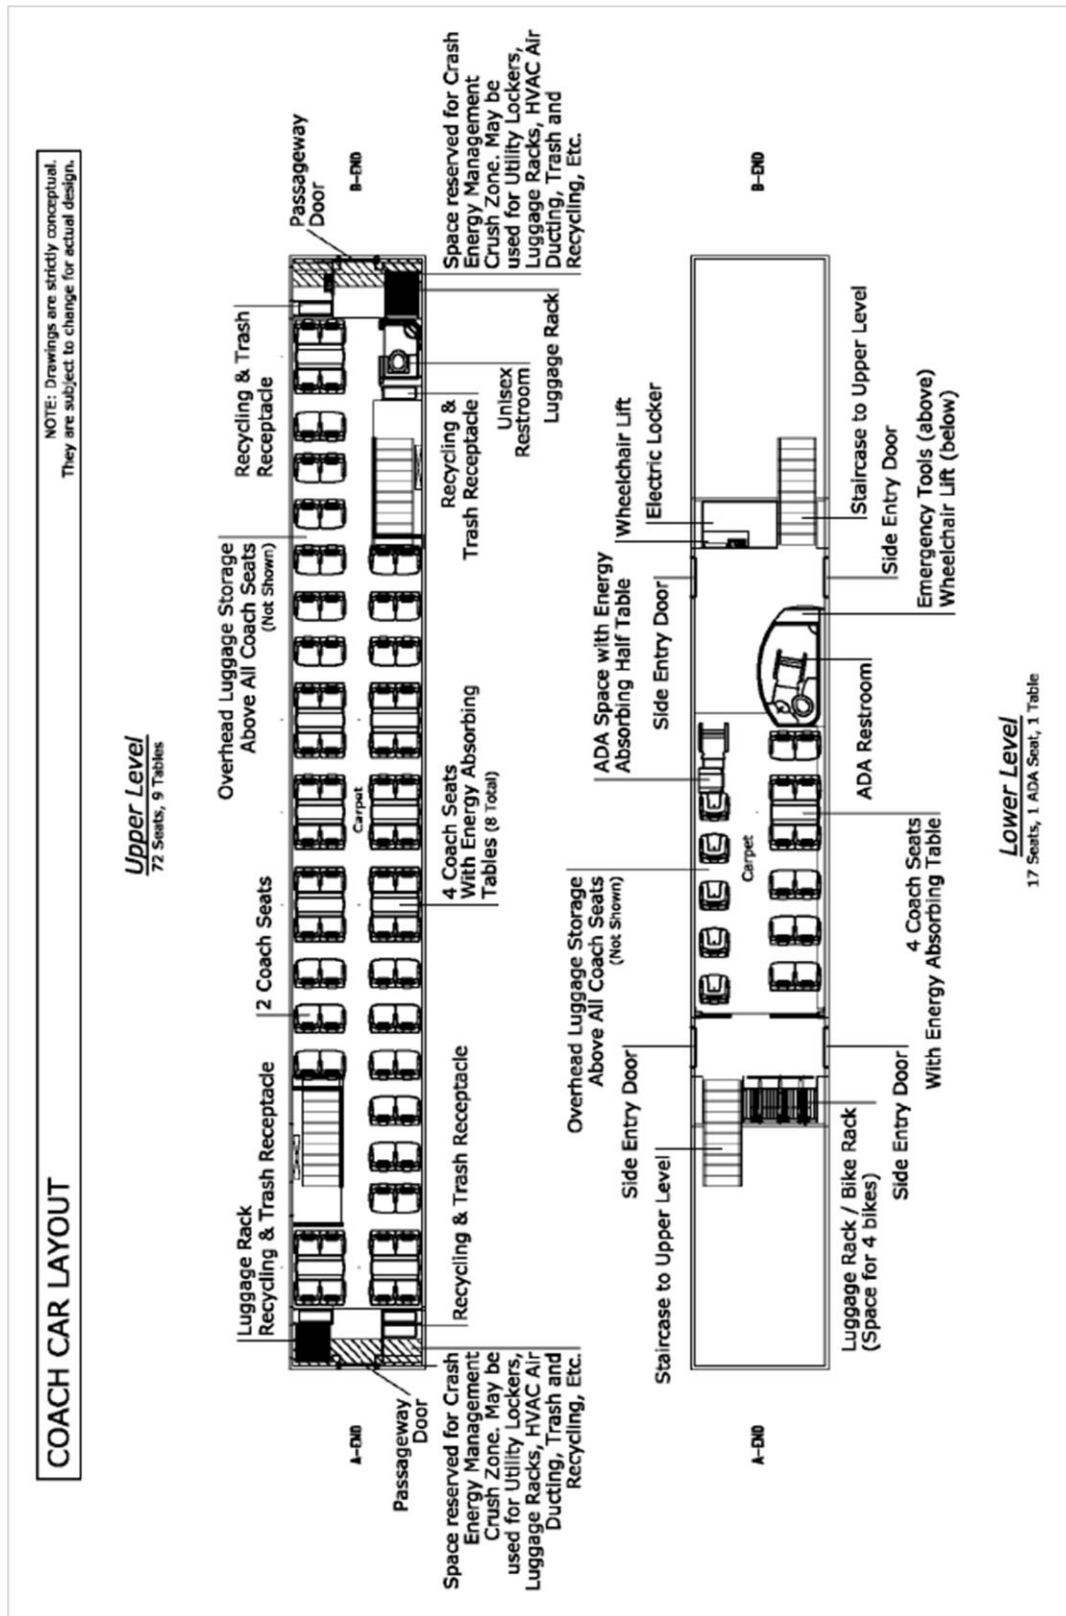 COACH CAR LAYOUT
NOTE: Drawings are strictly conceptual.
They are subject to change for actual design.
Upper Level
72 Seats, 9 Tables
Luggage Rack
Recycling & Trash Receptacle
2 Coach Seats
Overhead Luggage Storage
Above All Coach Seats
(Not Shown)
Recycling & Trash
Receptacle
Passageway
Door
A-END
Carpet
B-END
Passageway
Door
Space reserved for Crash
Energy Management
Crush Zone. May be
used for Utility Lockers,
Luggage Racks, HVAC Air
Ducting, Trash and
Recycling, Etc.
Recycling & Trash Receptacle
4 Coach Seats
With Energy Absorbing
Tables (8 Total)
Recycling &
Trash Receptacle
Unisex
Restroom
Luggage Rack
Space reserved for Crash
Energy Management
Crush Zone. May be
used for Utility Lockers,
Luggage Racks, HVAC Air
Ducting, Trash and
Recycling, Etc.
Staircase to Upper Level
Side Entry Door
Overhead Luggage Storage
Above All Coach Seats
(Not Shown)
ADA Space with Energy
Absorbing Half Table
Side Entry Door
Wheelchair Lift
Electric Locker
A-END
Carpet
B-END
Luggage Rack / Bike Rack
(Space for 4 bikes)
Side Entry Door
4 Coach Seats
With Energy Absorbing Table
ADA Restroom
Emergency Tools (above)
Wheelchair Lift (below)
Side Entry Door
Staircase to Upper Level
Lower Level
17 Seats, 1 ADA Seat, 1 Table